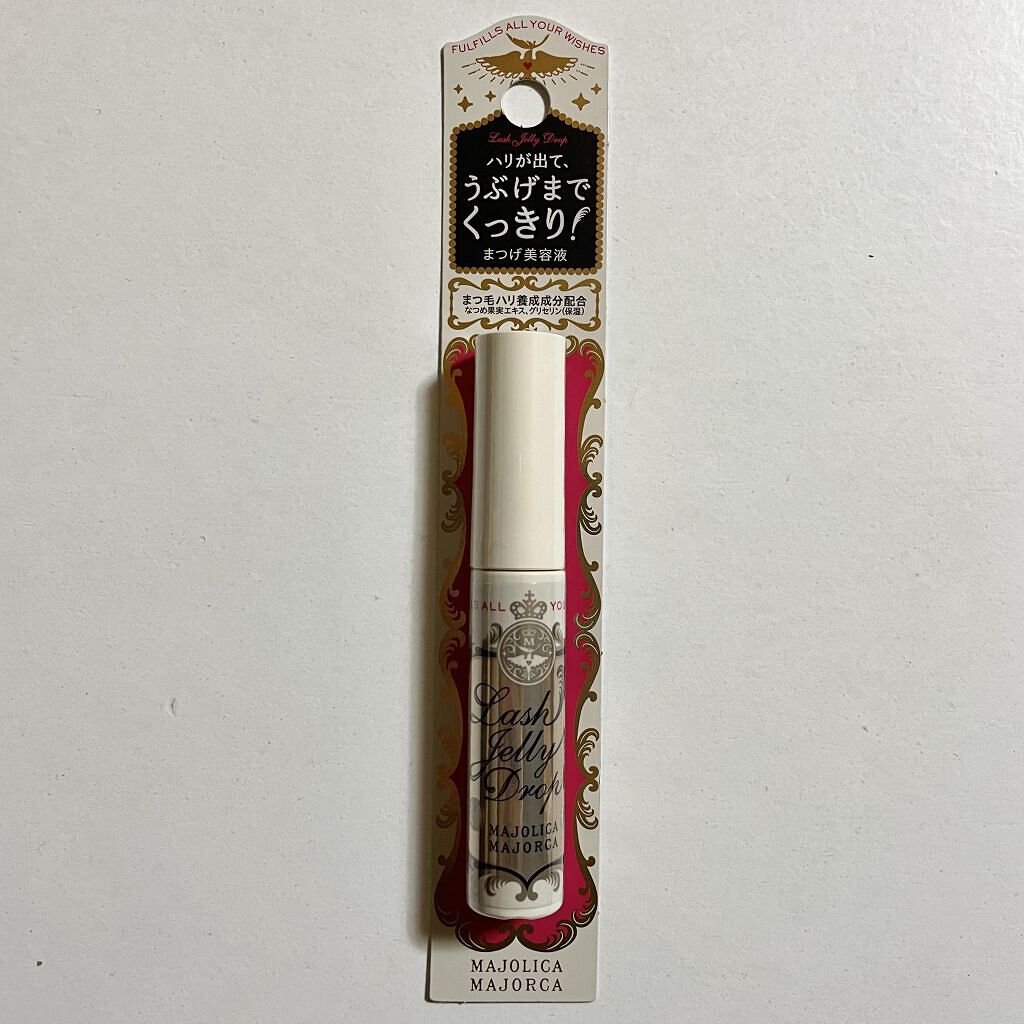 FULFILLS ALL YOUR WISHES
Lash Jelly Drop
ハリが出て、
うぶげまで
くっきり!
まつげ美容液
まつ毛ハリ養成成分配合
なつめ果実エキス、グリセリン(保湿)
LS ALL YOU
M
Lash
Jelly
Drop
MAJOLICA
MAJORCA
MAJOLICA
MAJORCA